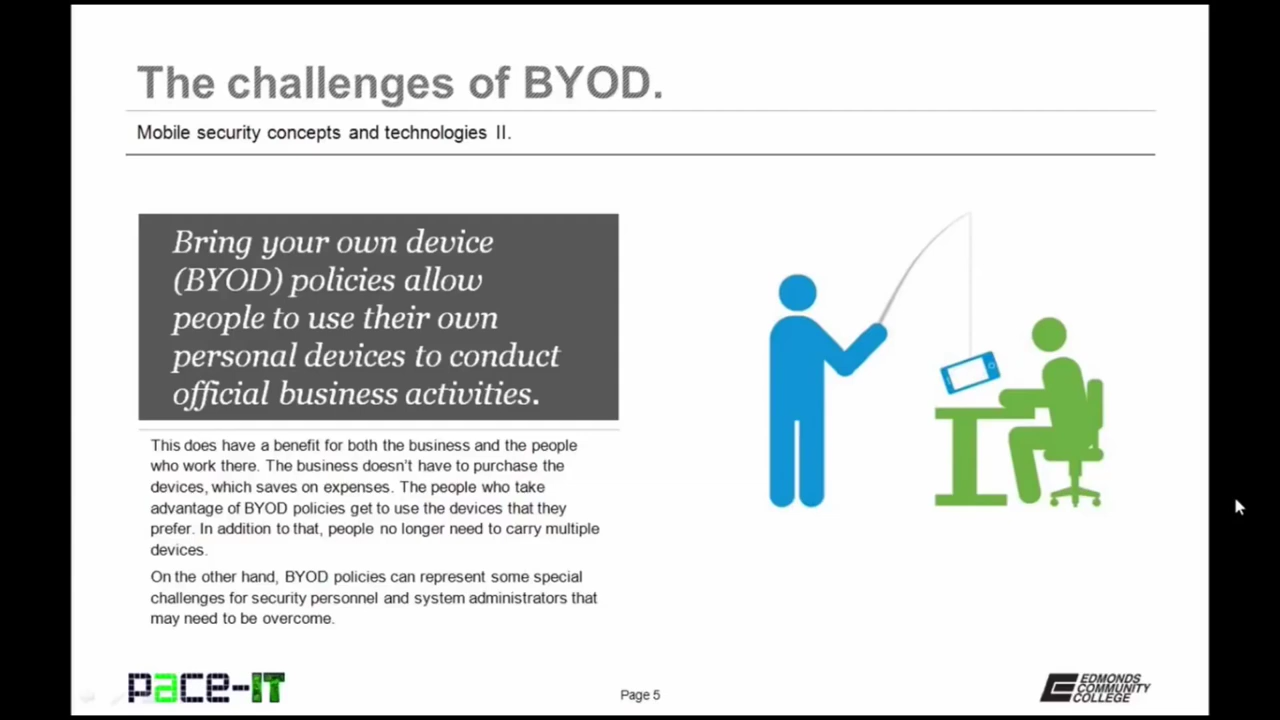 The challenges of BYOD.
Mobile security concepts and technologies II.
Bring your own device
(BYOD) policies allow
people to use their own
personal devices to conduct
official business activities.
This does have a benefit for both the business and the people
who work there. The business doesn't have to purchase the
devices, which saves on expenses. The people who take
advantage of BYOD policies get to use the devices that they
prefer. In addition to that, people no longer need to carry multiple
devices.
On the other hand, BYOD policies can represent some special
challenges for security personnel and system administrators that
may need to be overcome.
pace-IT
Page 5
EDMONDS
COMMUNITY
COLLEGE